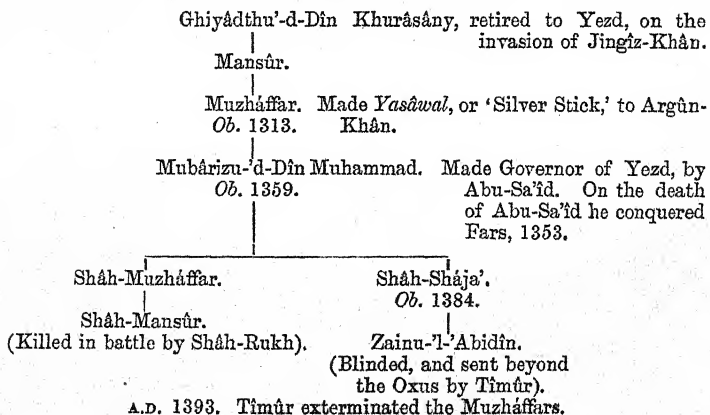 Ghiyâdthu'-d-Dîn Khurâsâny, retired to Yezd, on the
invasion of Jingîz-Khân.
Mansûr.
Muzháffar. Made Yasâwal, or 'Silver Stick,' to Argûn-
Ob. 1313. Khân.
Mubârizu-'d-Dîn Muhammad. Made Governor of Yezd, by
Ob. 1359. Abu-Sa'îd. On the death
of Abu-Sa'îd he conquered
Fars, 1353.
Shâh-Muzháffar. Shâh-Shája'.
Ob. 1384.
Shâh-Mansûr.
(Killed in battle by Shâh-Rukh). Zainu-'l-'Abidîn.
(Blinded, and sent beyond
the Oxus by Tîmûr).
A.D. 1393. Tîmûr exterminated the Muzháffars.